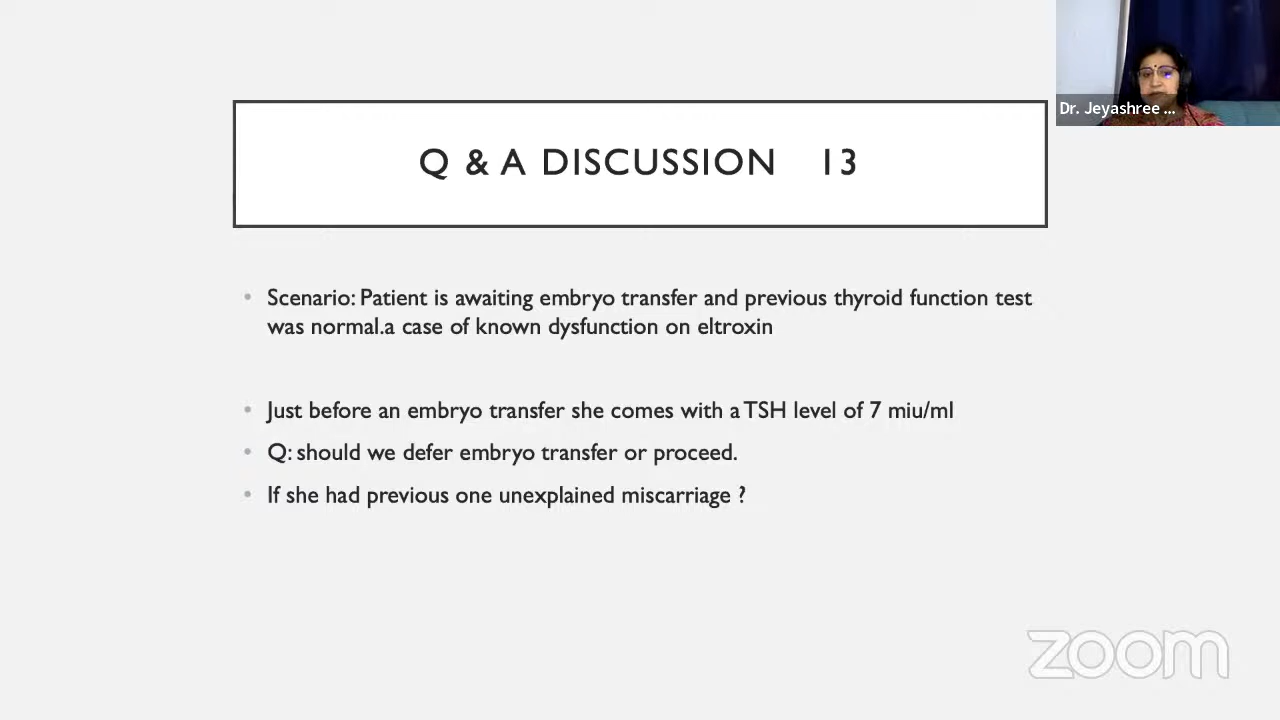 Dr. Jeyashree ...
Q & A DISCUSSION 13
• Scenario: Patient is awaiting embryo transfer and previous thyroid function test
was normal.a case of known dysfunction on eltroxin
• Just before an embryo transfer she comes with a TSH level of 7 miu/ml
• Q: should we defer embryo transfer or proceed.
• If she had previous one unexplained miscarriage ?
zoom